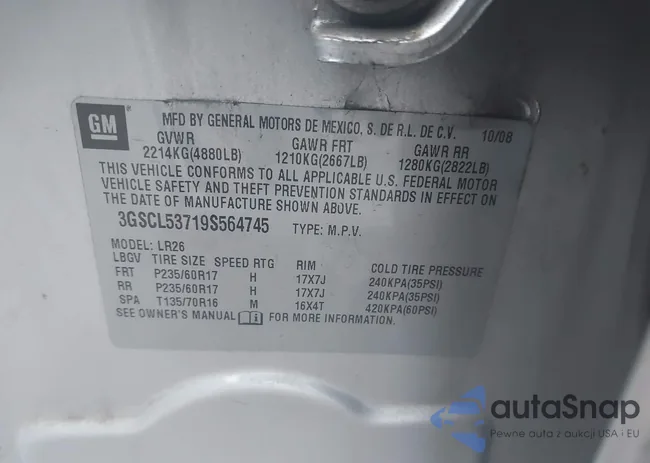 GM
MFD BY GENERAL MOTORS DE MEXICO, S. DE R.L. DE C.V. 10/08
GVWR GAWR FRT GAWR RR
2214KG(4880LB) 1210KG(2667LB) 1280KG(2822LB)
THIS VEHICLE CONFORMS TO ALL APPLICABLE U.S. FEDERAL MOTOR
VEHICLE SAFETY AND THEFT PREVENTION STANDARDS IN EFFECT ON
THE DATE OF MANUFACTURE SHOWN ABOVE.
3GSCL53719S564745 TYPE: M.P.V.
MODEL: LR26
LBGV TIRE SIZE SPEED RTG RIM COLD TIRE PRESSURE
FRT P235/60R17 H 17X7J 240KPA(35PSI)
RR P235/60R17 H 17X7J 240KPA(35PSI)
SPA T135/70R16 M 16X4T 420KPA(60PSI)
SEE OWNER'S MANUAL i FOR MORE INFORMATION.
autaSnap
Pewne auta z aukcji USA i EU